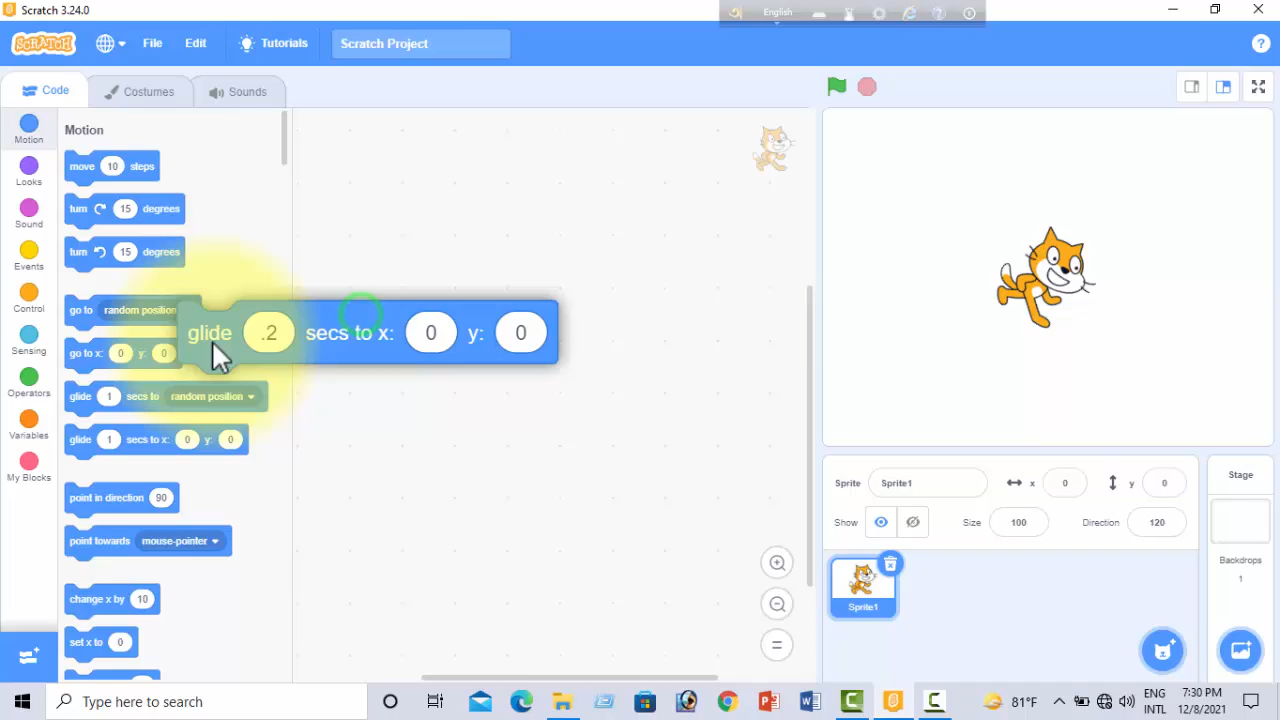 Scratch 3.24.0
English
SCRATCH File Edit Tutorials Scratch Project ?
Code Costumes Sounds
Motion
Looks
Sound
Events
Control
Sensing
Operators
Variables
My Blocks
Motion
move 10 steps
turn 15 degrees
turn 15 degrees
go to random position
go to x: 0 y: 0
glide 1 secs to random position
glide 1 secs to x: 0 y: 0
point in direction 90
point towards mouse-pointer
change x by 10
set x to 0
glide .2 secs to x: 0 y: 0
Sprite Sprite1 x 0 y 0
Show Size 100 Direction 120
Sprite1
Stage
Backdrops
1
Type here to search
81°F
ENG
INTL
7:30 PM
12/8/2021